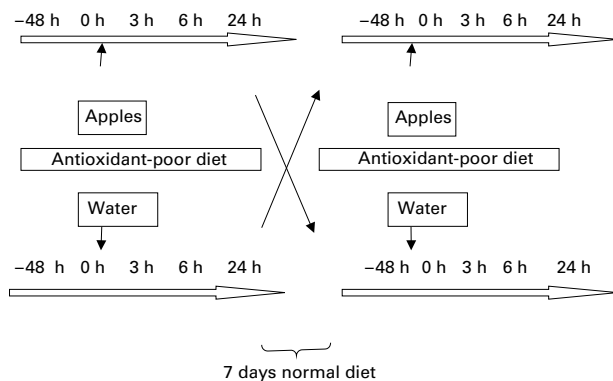 −48 h 0 h 3 h 6 h 24 h −48 h 0 h 3 h 6 h 24 h
Apples Apples
Antioxidant-poor diet Antioxidant-poor diet
Water Water
−48 h 0 h 3 h 6 h 24 h −48 h 0 h 3 h 6 h 24 h
7 days normal diet